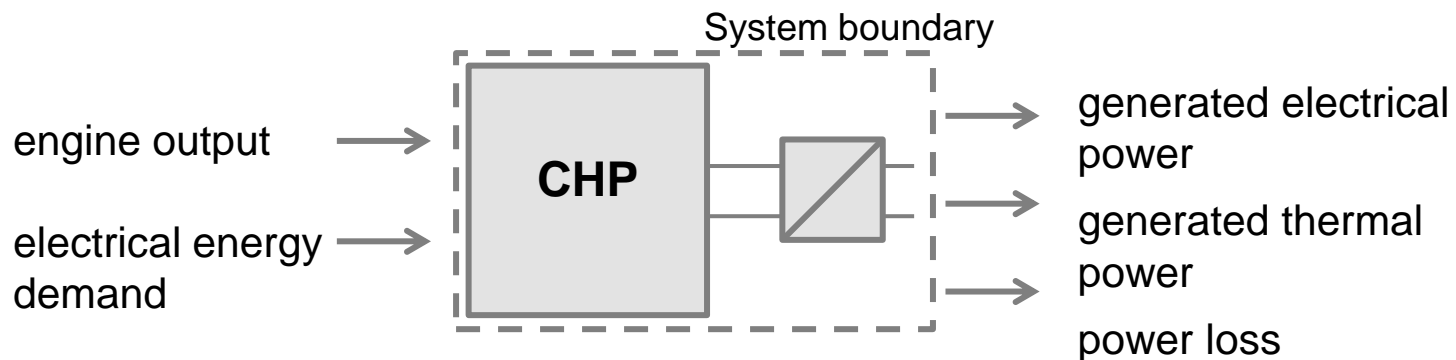 System boundary
engine output
electrical energy
demand
CHP
generated electrical
power
generated thermal
power
power loss